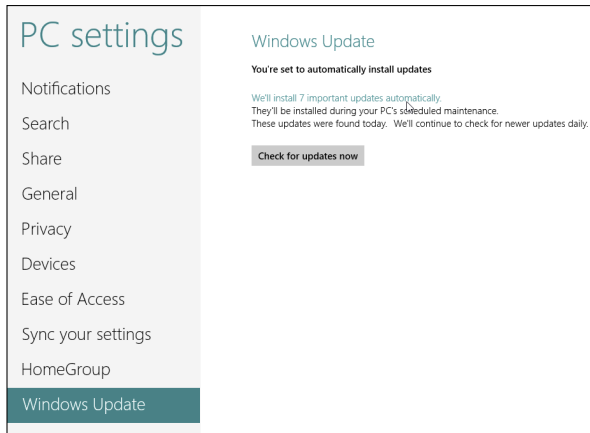 PC settings
Notifications
Search
Share
General
Privacy
Devices
Ease of Access
Sync your settings
HomeGroup
Windows Update
Windows Update
You're set to automatically install updates
We'll install 7 important updates automatically.
They'll be installed during your PC's scheduled maintenance.
These updates were found today. We'll continue to check for newer updates daily.
Check for updates now